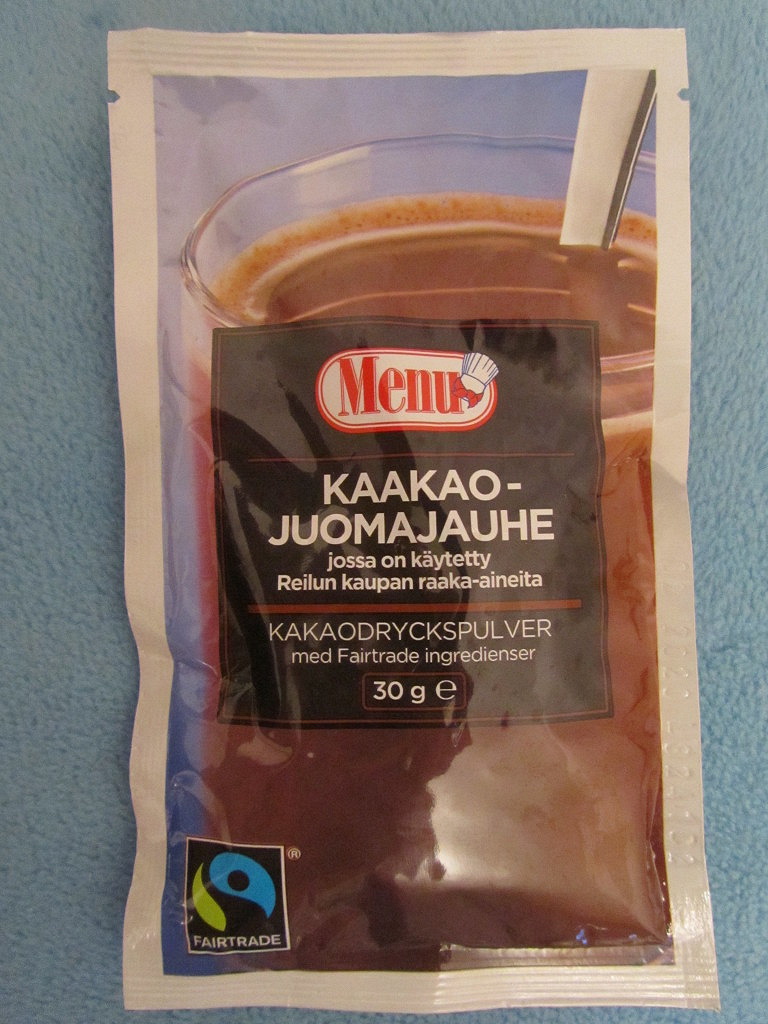 Menu
KAAKAO-
JUOMAJAUHE
jossa on käytetty
Reilun kaupan raaka-aineita
KAKAODRYCKSPULVER
med Fairtrade ingredienser
30 g ℮
FAIRTRADE
®